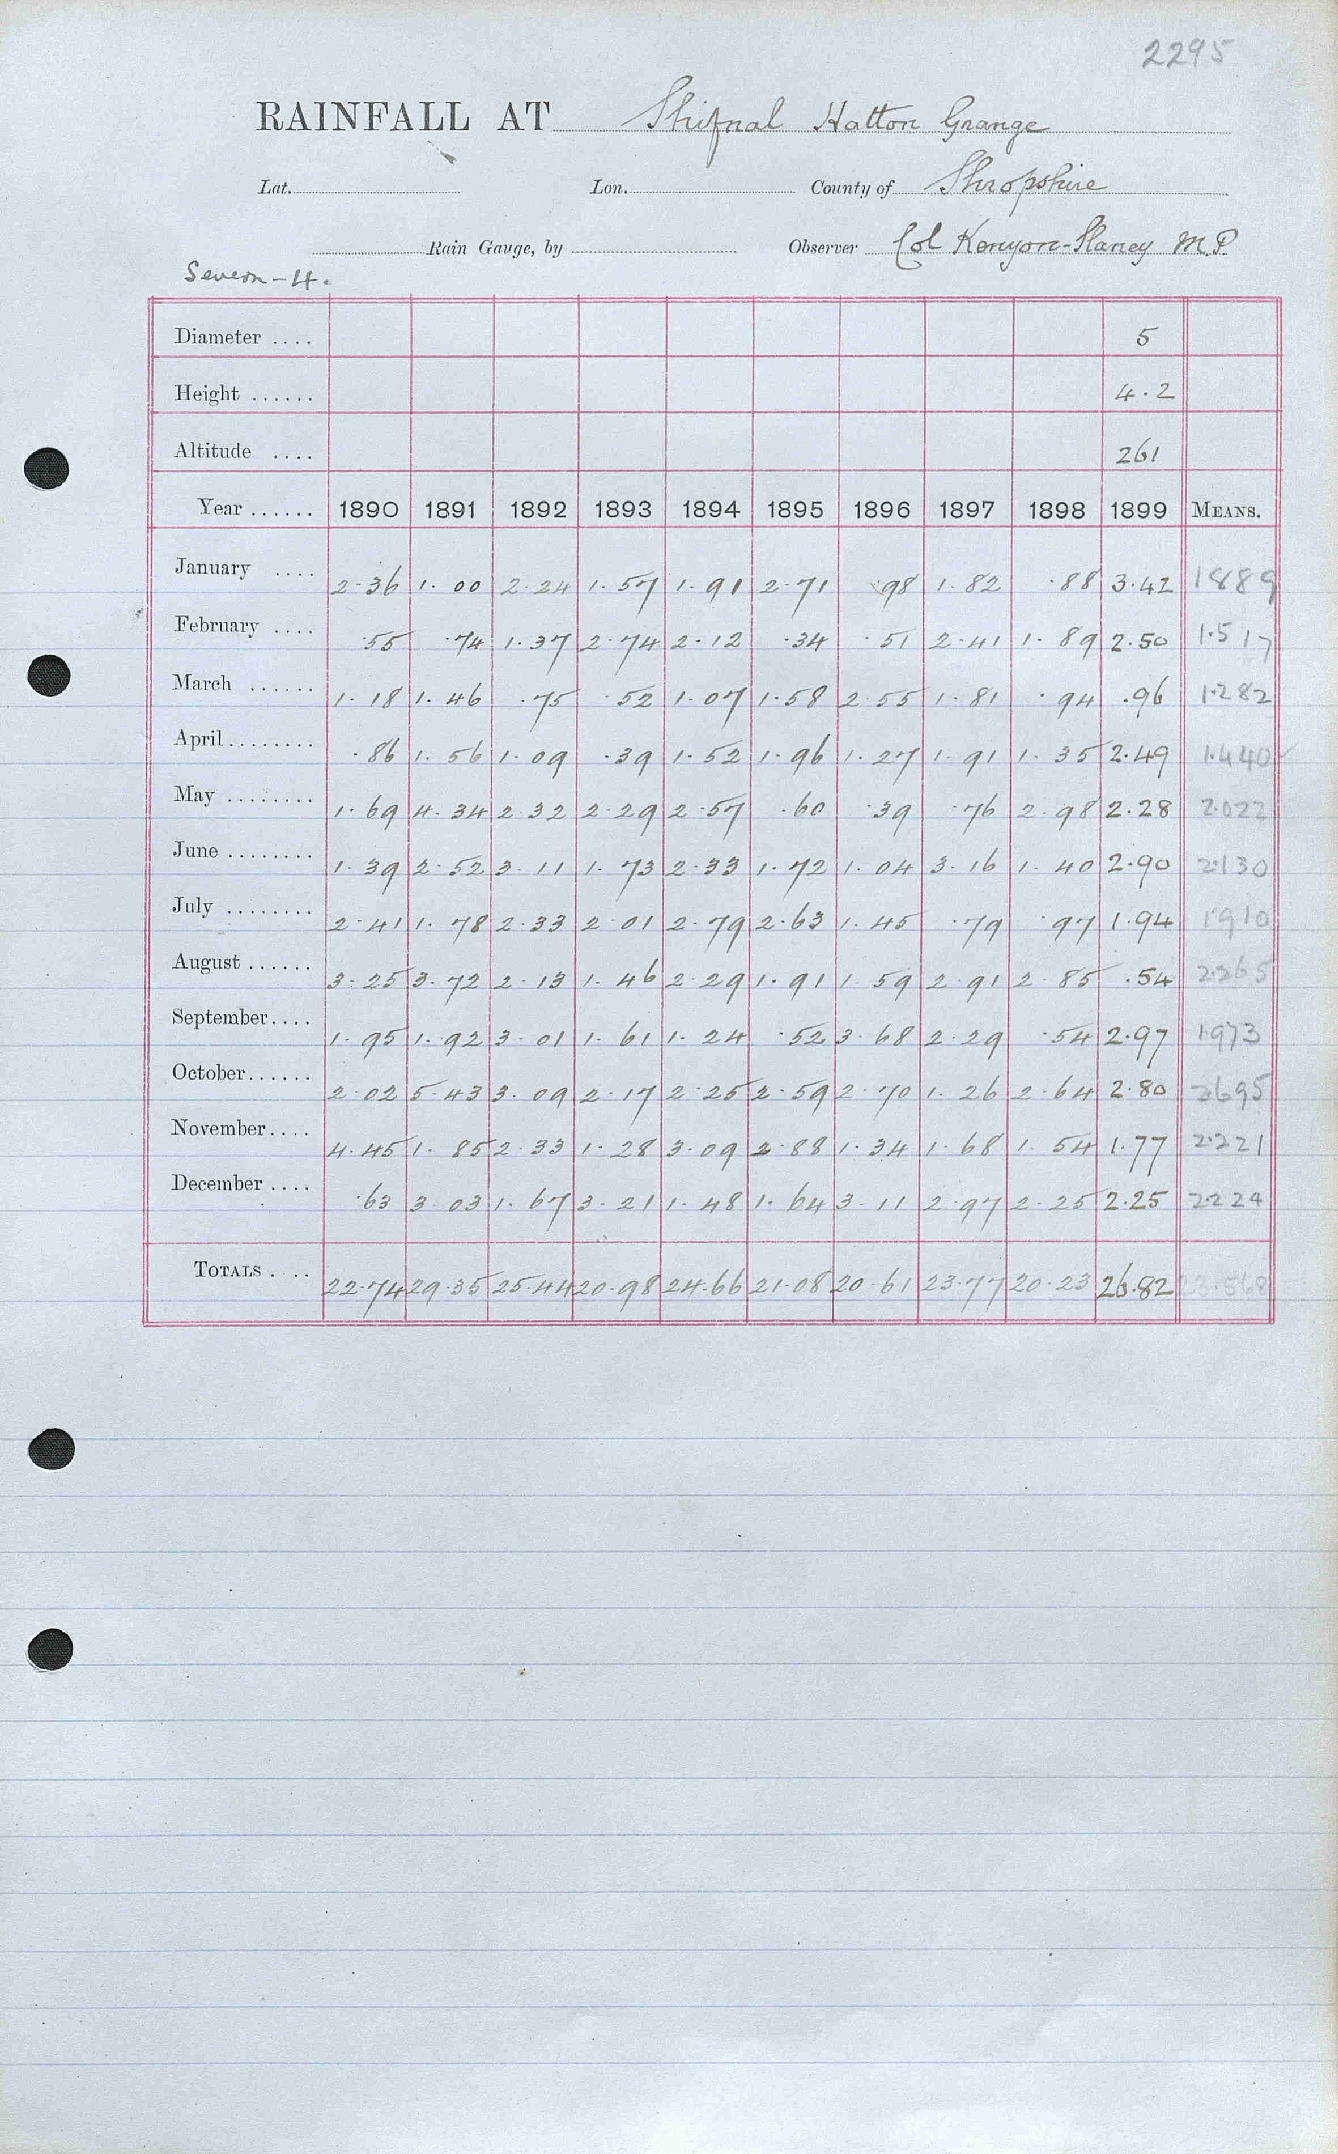 2295
RAINFALL AT Shifnal Hatton Grange
Lat. Lon. County of Shropshire
Rain Gauge, by Observer Col Kenyon-Slaney M.P.
Severn-4.
Diameter .... 5
Height ...... 4.2
Altitude .... 261
Year ...... 1890 1891 1892 1893 1894 1895 1896 1897 1898 1899 MEANS.
January .... 2.36 1.00 2.24 1.57 1.91 2.71 .98 1.82 .88 3.42 1889
February .... .55 .74 1.37 2.74 2.12 .34 .51 2.41 1.89 2.50 1.517
March ...... 1.18 1.46 .75 .52 1.07 1.58 2.55 1.81 .94 .96 1.282
April ........ .86 1.56 1.09 .39 1.52 1.96 1.27 1.91 1.35 2.49 1.440
May ........ 1.69 4.34 2.32 2.29 2.57 .60 .39 .76 2.98 2.28 2.022
June ........ 1.39 2.52 3.11 1.73 2.33 1.72 1.04 3.16 1.40 2.90 2.130
July ........ 2.41 1.78 2.33 2.01 2.79 2.63 1.45 .79 .97 1.94 1910
August ...... 3.25 3.72 2.13 1.46 2.29 1.91 1.59 2.91 2.85 .54 2.265
September.... 1.95 1.92 3.01 1.61 1.24 .52 3.68 2.29 .54 2.97 1.973
October...... 2.02 5.43 3.09 2.17 2.25 2.59 2.70 1.26 2.64 2.80 2695
November.... 4.45 1.85 2.33 1.28 3.09 2.88 1.34 1.68 1.54 1.77 2.221
December .... .63 3.03 1.67 3.21 1.48 1.64 3.11 2.97 2.25 2.25 2.224
TOTALS .... 22.74 29.35 25.44 20.98 24.66 21.08 20.61 23.77 20.23 26.82 23.568